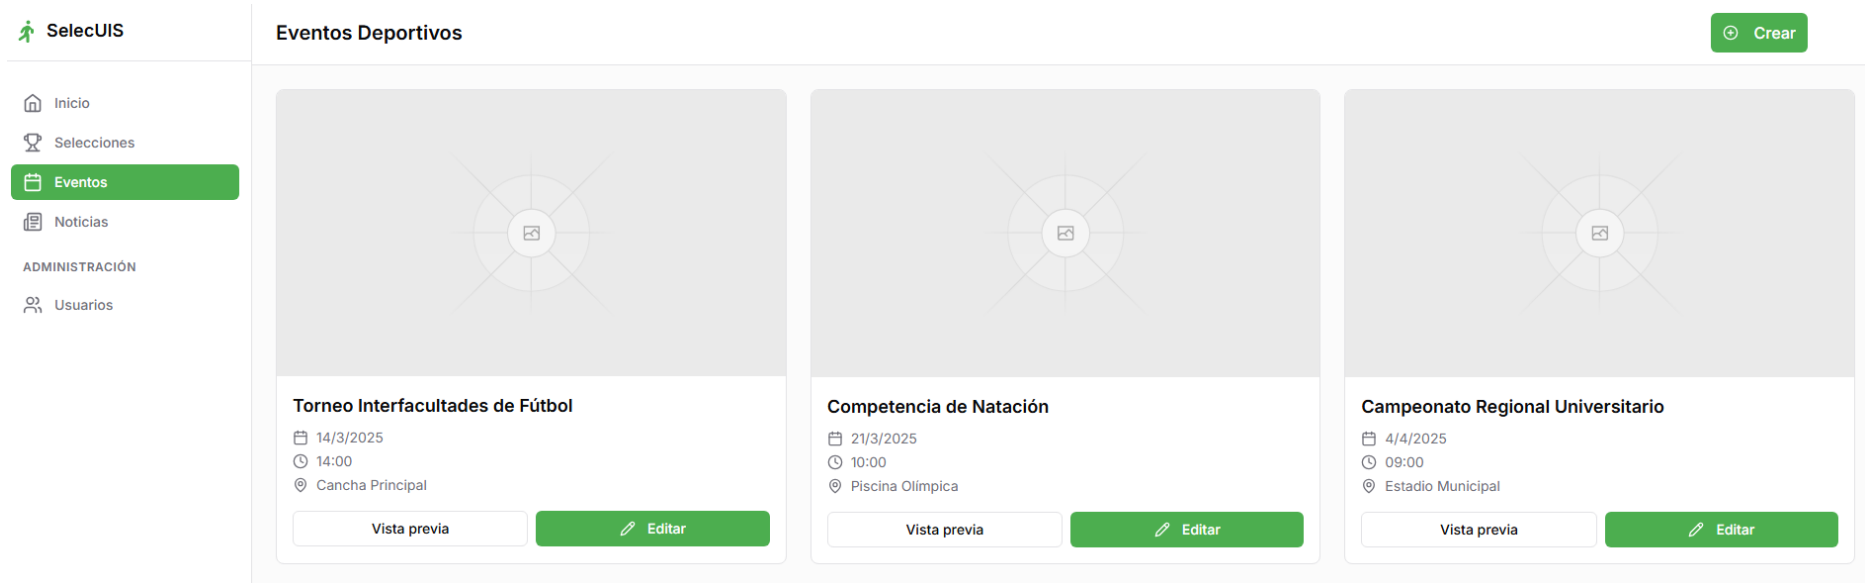 SelecUIS
Inicio
Selecciones
Eventos
Noticias
ADMINISTRACIÓN
Usuarios
Eventos Deportivos
Crear
Torneo Interfacultades de Fútbol
14/3/2025
14:00
Cancha Principal
Vista previa
Editar
Competencia de Natación
21/3/2025
10:00
Piscina Olímpica
Vista previa
Editar
Campeonato Regional Universitario
4/4/2025
09:00
Estadio Municipal
Vista previa
Editar